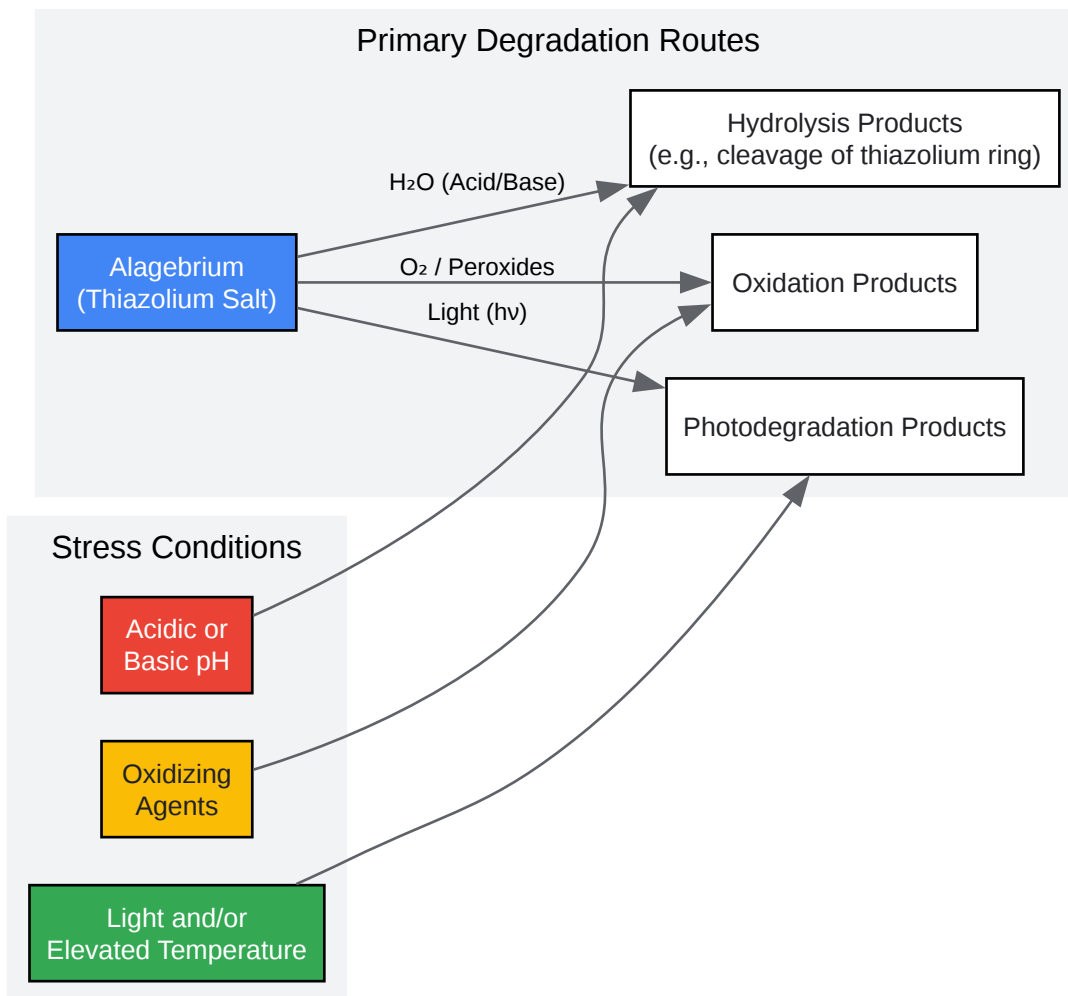 Primary Degradation Routes
Hydrolysis Products
(e.g., cleavage of thiazolium ring)
H₂O (Acid/Base)
Alagebrium
(Thiazolium Salt)
O₂ / Peroxides
Oxidation Products
Light (hν)
Photodegradation Products
Stress Conditions
Acidic or
Basic pH
Oxidizing
Agents
Light and/or
Elevated Temperature